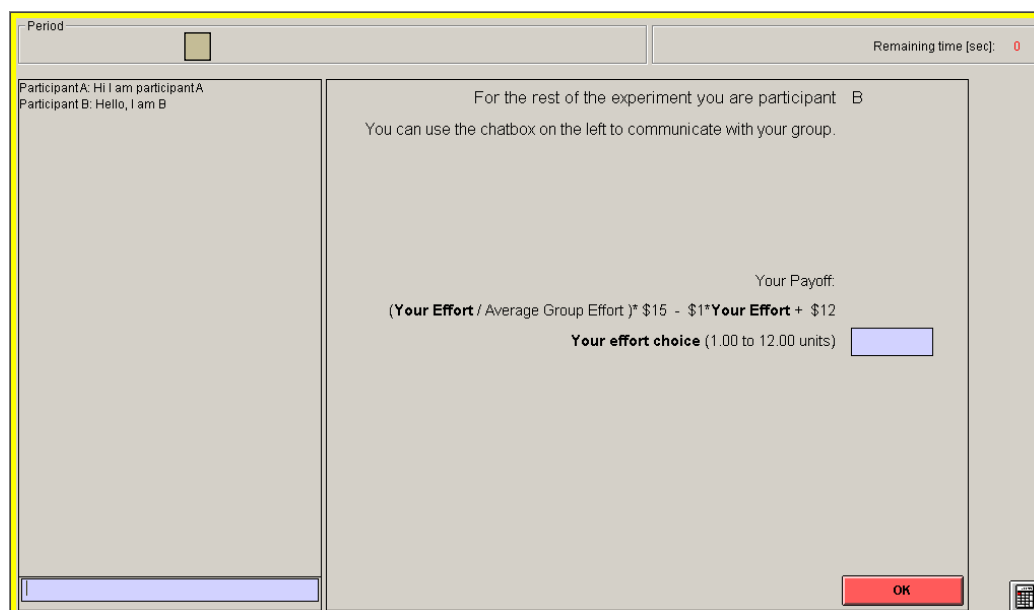 Period
Remaining time [sec]: 0
Participant A: Hi I am participant A
Participant B: Hello, I am B
For the rest of the experiment you are participant B
You can use the chatbox on the left to communicate with your group.
Your Payoff:
(Your Effort / Average Group Effort )* $15 - $1*Your Effort + $12
Your effort choice (1.00 to 12.00 units)
OK